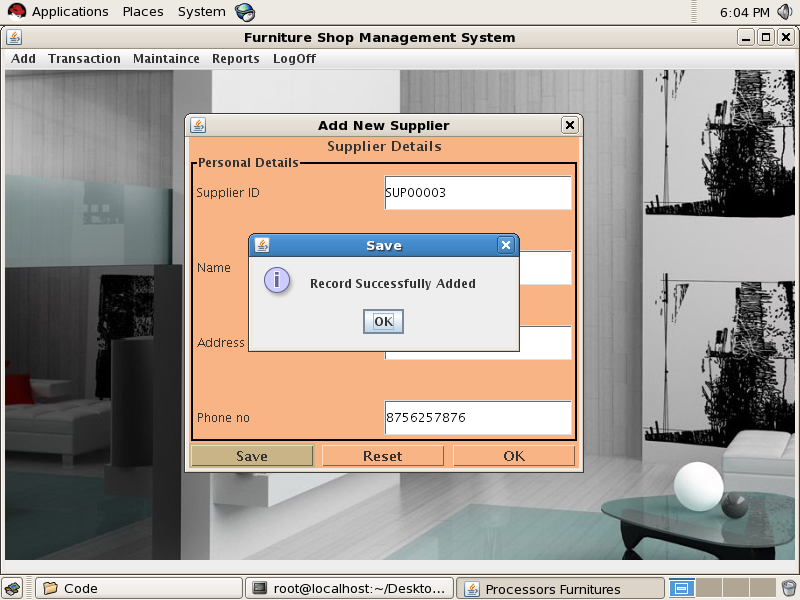 Applications Places System 6:04 PM
Furniture Shop Management System
Add Transaction Maintaince Reports LogOff
Add New Supplier
Supplier Details
Personal Details
Supplier ID SUP00003
Save
Name
i Record Successfully Added
OK
Address
Phone no 8756257876
Save Reset OK
Code root@localhost:~/Deskto... Processors Furnitures